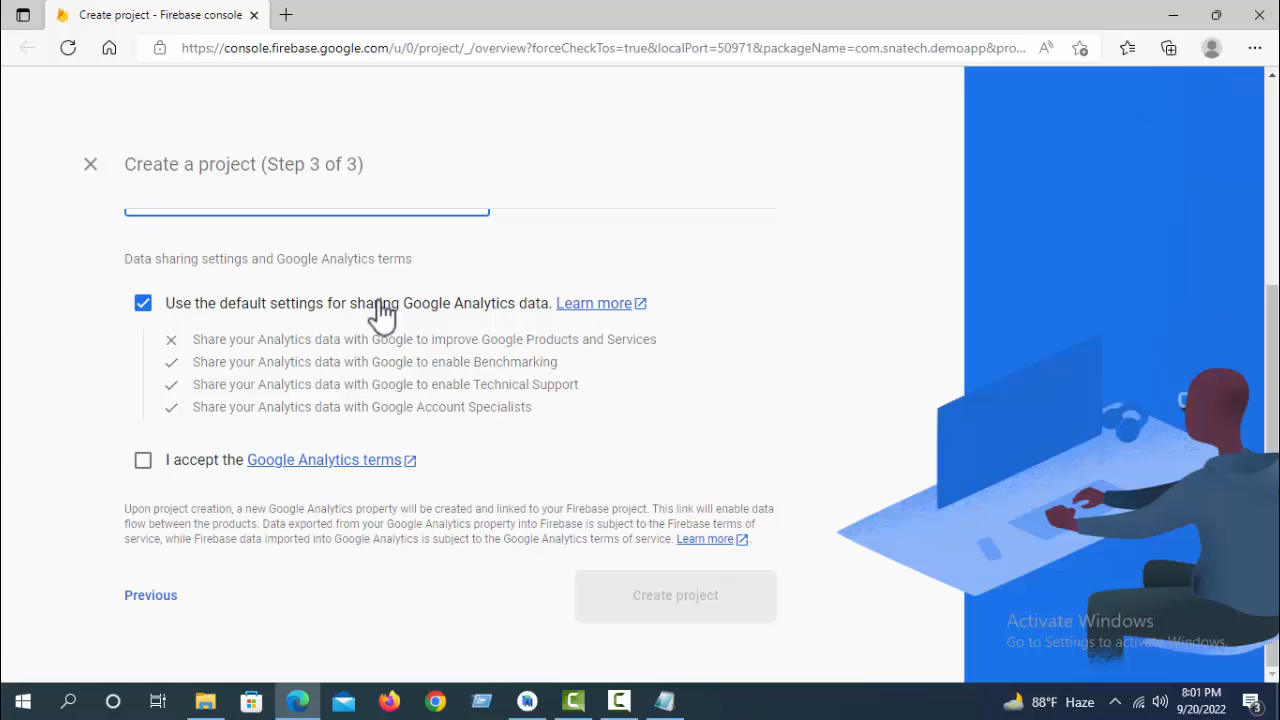 Create project - Firebase console
https://console.firebase.google.com/u/0/project/_/overview?forceCheckTos=true&localPort=50971&packageName=com.snatech.demoapp&pro...
Create a project (Step 3 of 3)
Data sharing settings and Google Analytics terms
Use the default settings for sharing Google Analytics data. Learn more
Share your Analytics data with Google to improve Google Products and Services
Share your Analytics data with Google to enable Benchmarking
Share your Analytics data with Google to enable Technical Support
Share your Analytics data with Google Account Specialists
I accept the Google Analytics terms
Upon project creation, a new Google Analytics property will be created and linked to your Firebase project. This link will enable data
flow between the products. Data exported from your Google Analytics property into Firebase is subject to the Firebase terms of
service, while Firebase data imported into Google Analytics is subject to the Google Analytics terms of service. Learn more.
Previous
Create project
Activate Windows
Go to Settings to activate Windows.
88°F Haze
8:01 PM
9/20/2022
3